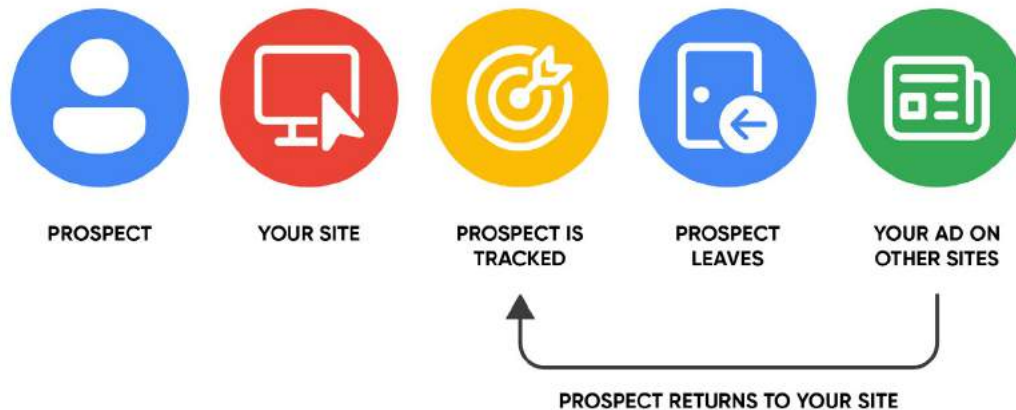 PROSPECT
YOUR SITE
PROSPECT IS
TRACKED
PROSPECT
LEAVES
YOUR AD ON
OTHER SITES
PROSPECT RETURNS TO YOUR SITE